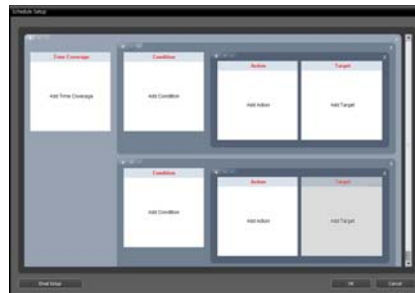 Schedule Setup
Time Coverage
Condition
Action
Target
Add Time Coverage
Add Condition
Add Action
Add Target
Condition
Action
Target
Add Condition
Add Action
Add Target
Email Setup
OK
Cancel